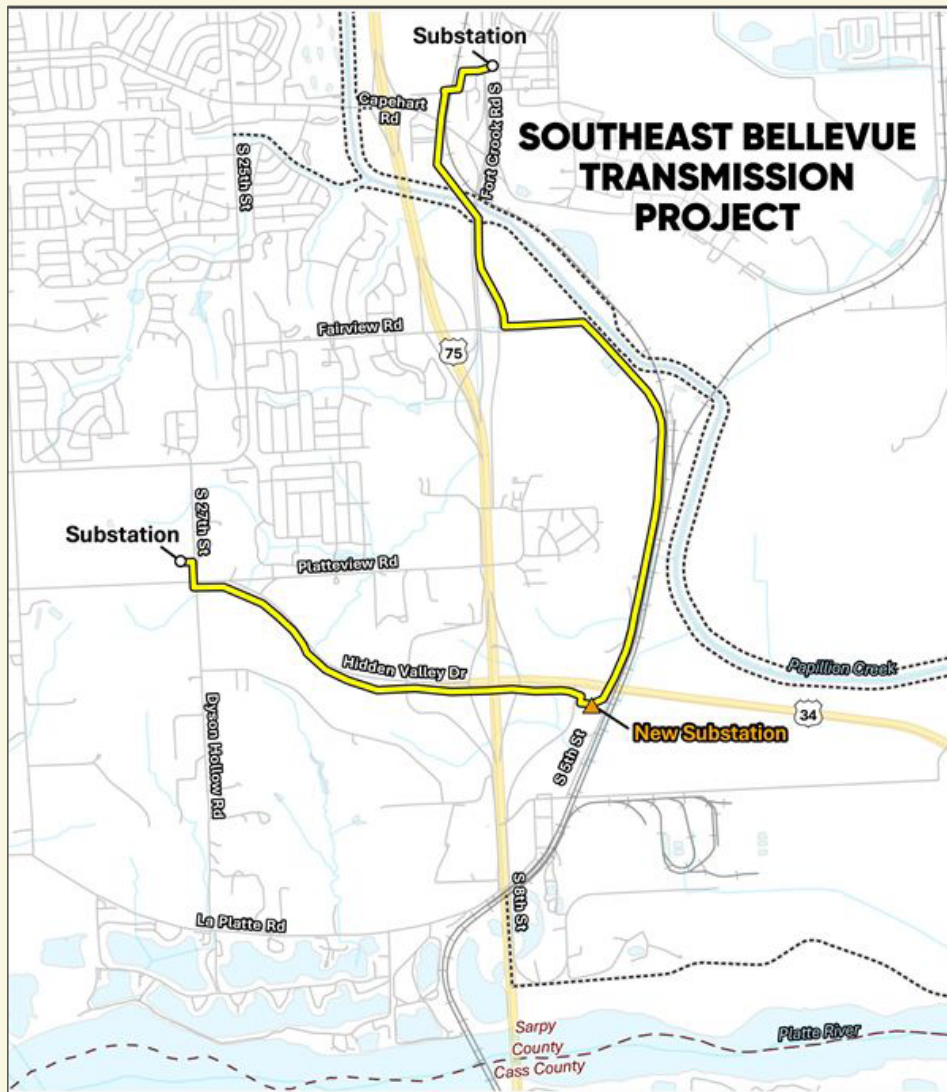 Substation
Capehart
Rd
Fort Crook Rd S
SOUTHEAST BELLEVUE
TRANSMISSION
PROJECT
S 25th St
Fairview Rd
75
S 27th St
Substation
Platteview Rd
Hidden Valley Dr
Papillion Creek
34
New Substation
Dyson Hollow Rd
S 5th St
S 8th St
La Platte Rd
Sarpy
County
Cass County
Platte River